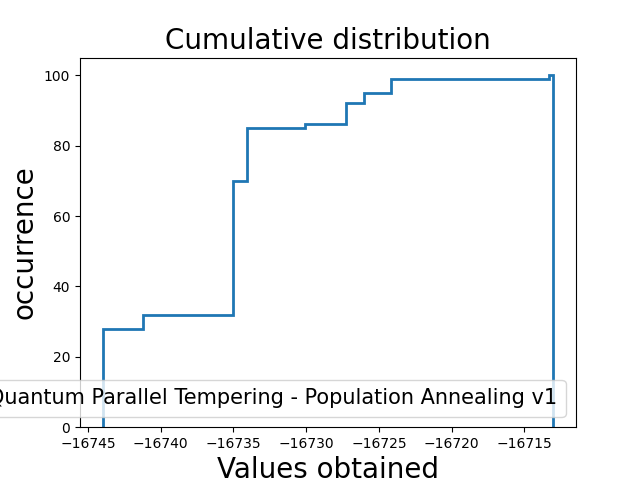 Cumulative distribution
occurrence
100
80
60
40
20
0
Quantum Parallel Tempering - Population Annealing v1
−16745 −16740 −16735 −16730 −16725 −16720 −16715
Values obtained